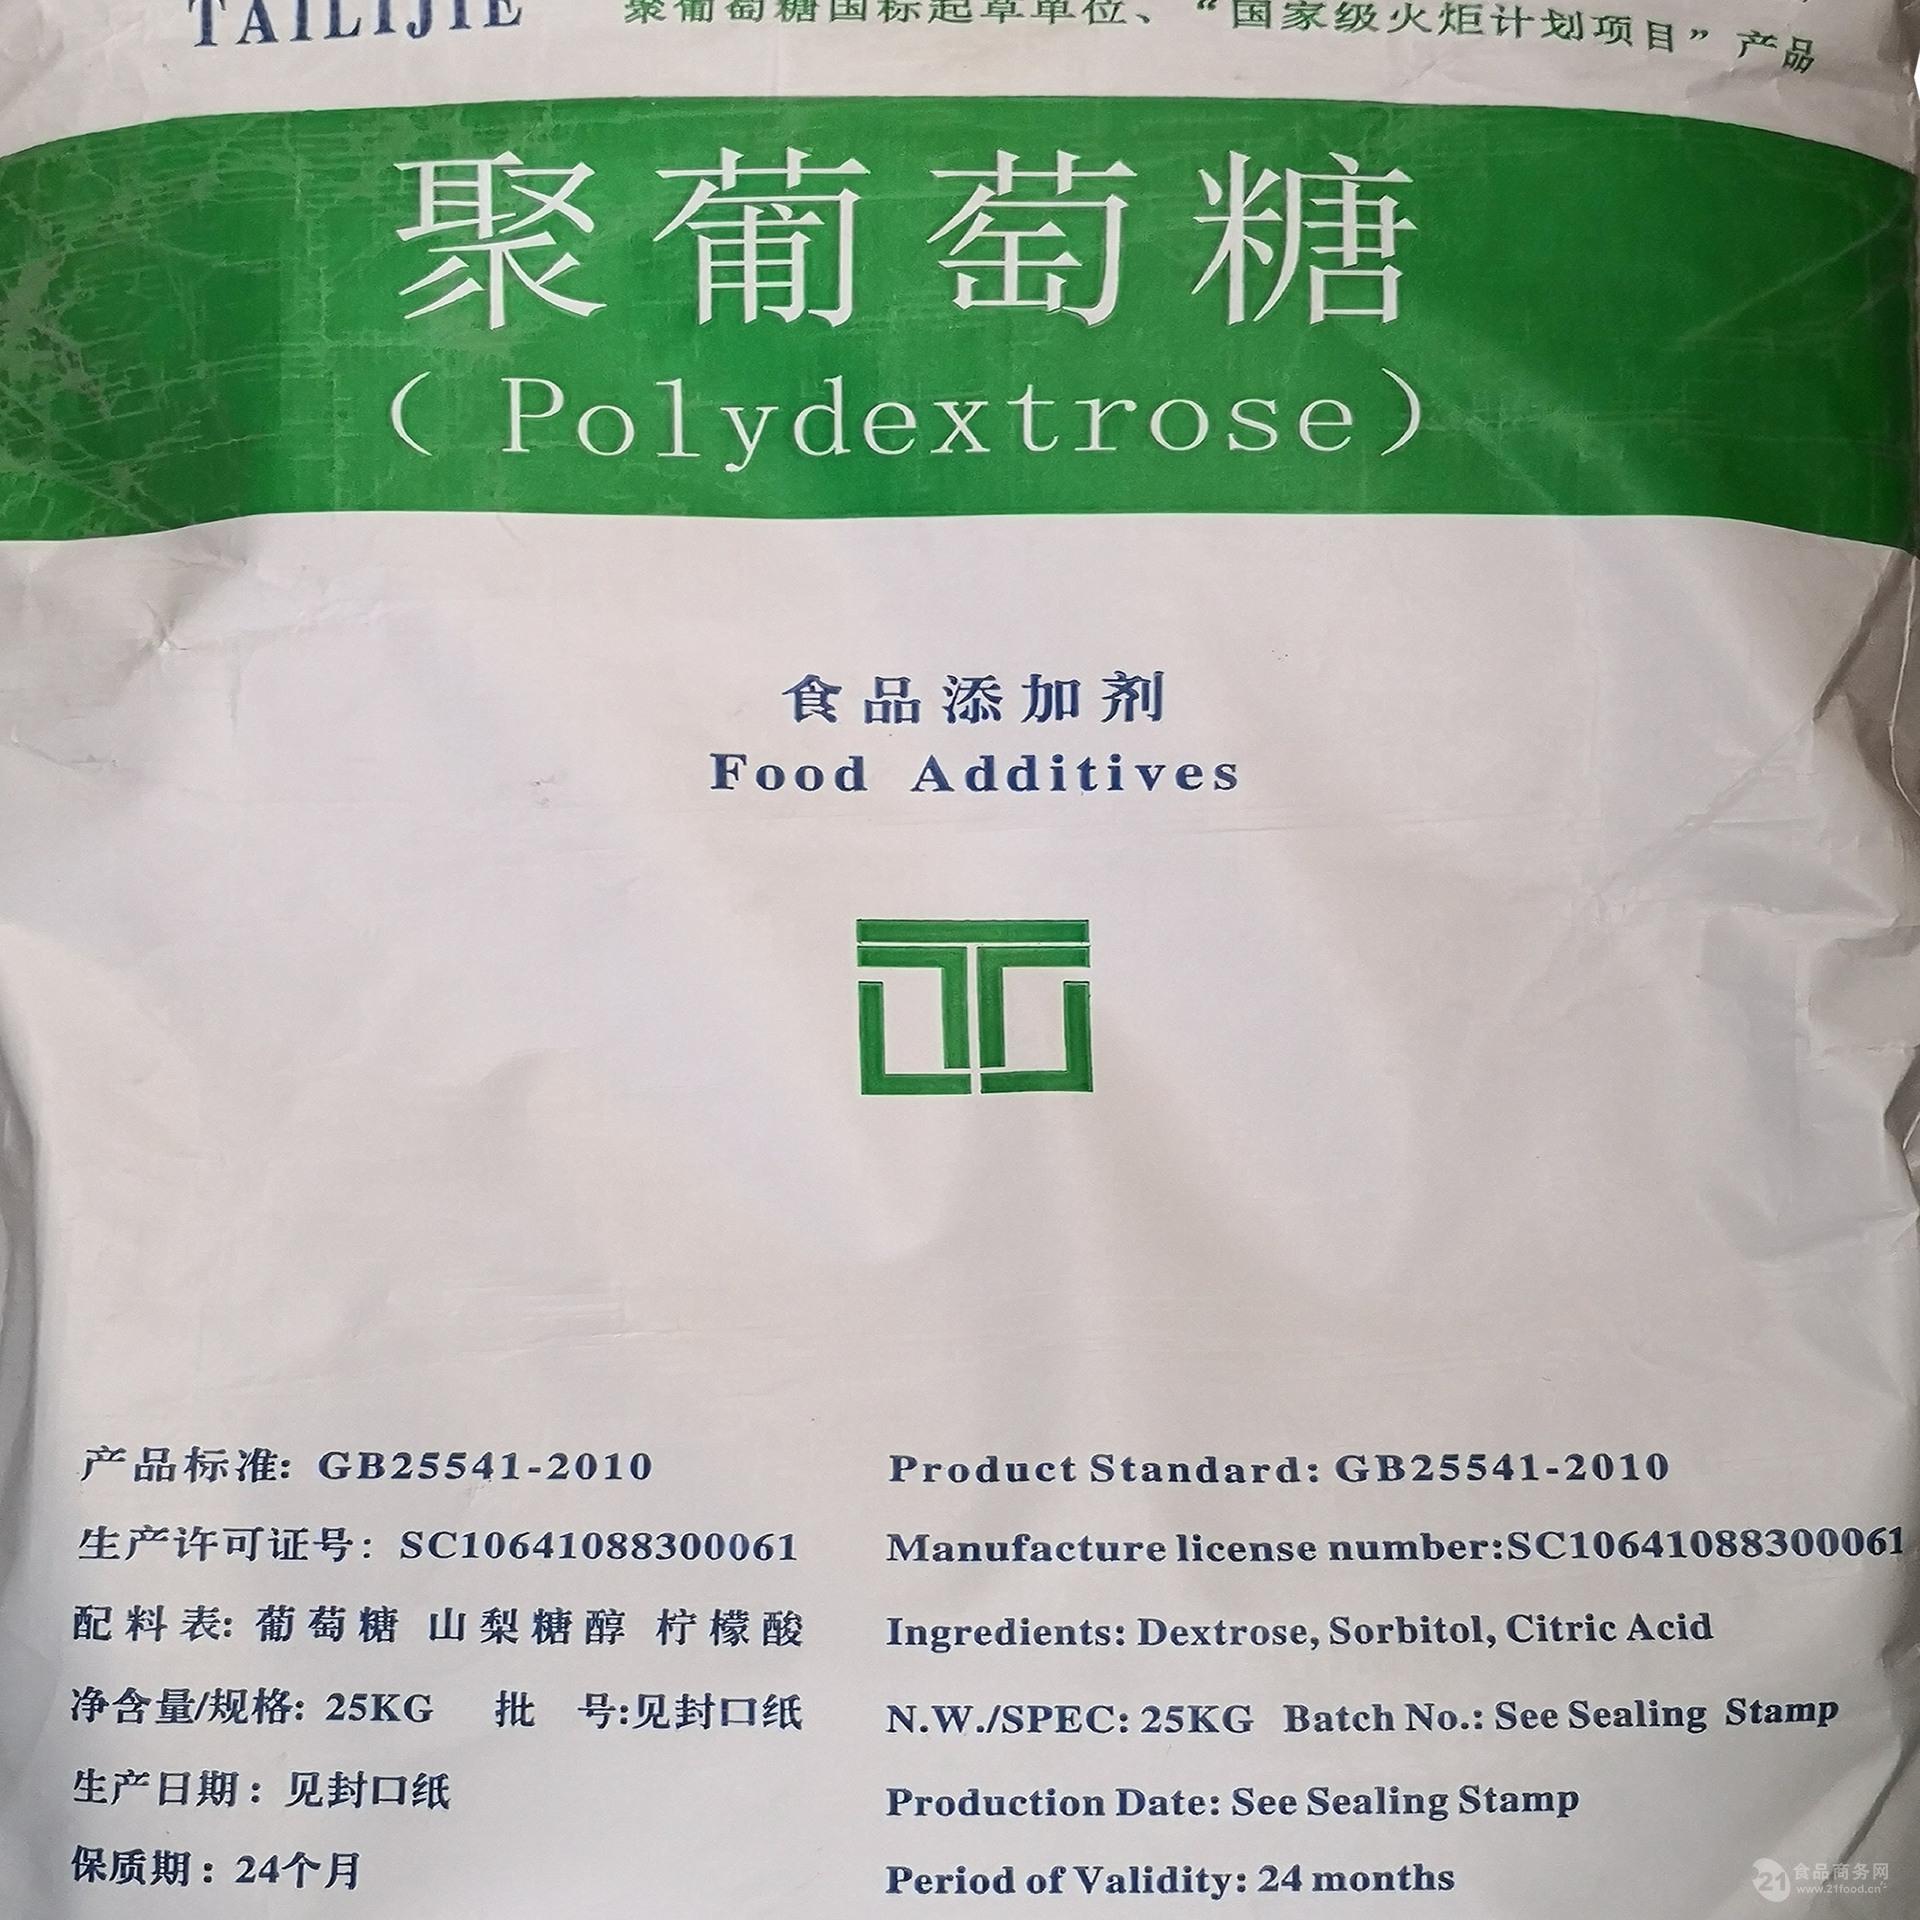 TAILIJIE
聚葡萄糖国标起草单位、“国家级火炬计划项目”产品
聚葡萄糖
(Polydextrose)
食品添加剂
Food Additives
产品标准: GB25541-2010
Product Standard: GB25541-2010
生产许可证号: SC10641088300061
Manufacture license number:SC10641088300061
配料表: 葡萄糖 山梨糖醇 柠檬酸
Ingredients: Dextrose, Sorbitol, Citric Acid
净含量/规格: 25KG 批 号:见封口纸
N.W./SPEC: 25KG Batch No.: See Sealing Stamp
生产日期: 见封口纸
Production Date: See Sealing Stamp
保质期: 24个月
Period of Validity: 24 months
21 食品商务网
www.21food.cn